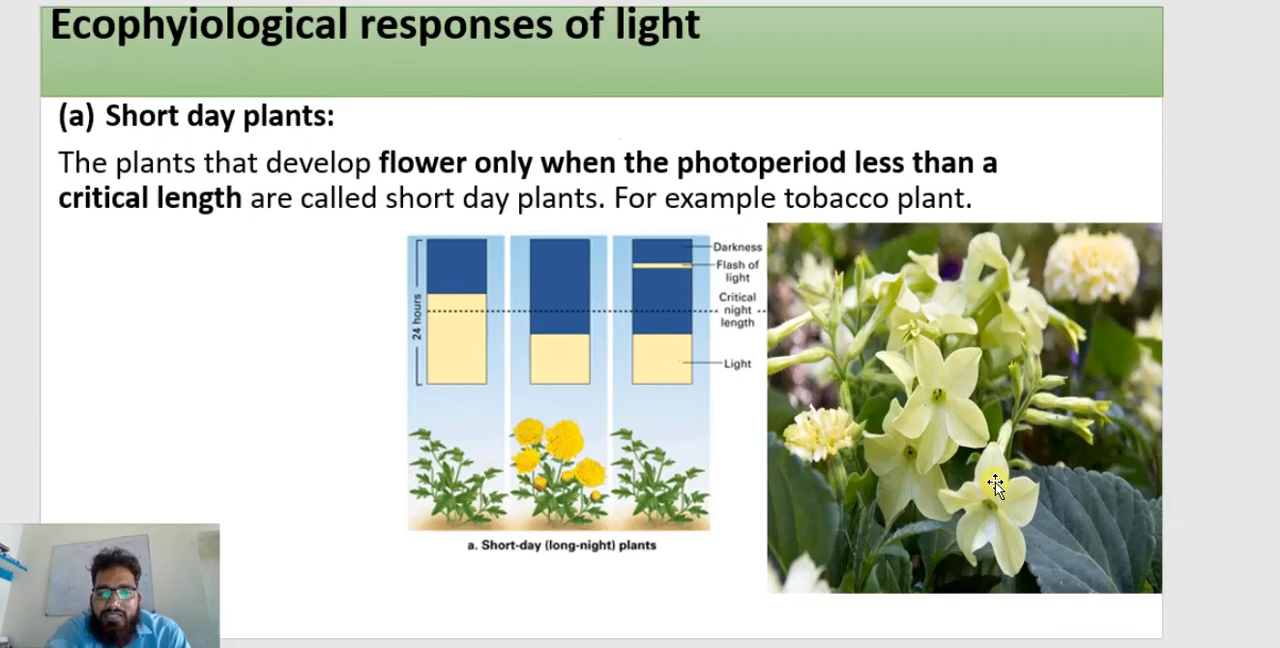 Ecophyiological responses of light
(a) Short day plants:
The plants that develop flower only when the photoperiod less than a
critical length are called short day plants. For example tobacco plant.
24 hours
Darkness
Flash of
light
Critical
night
length
Light
a. Short-day (long-night) plants